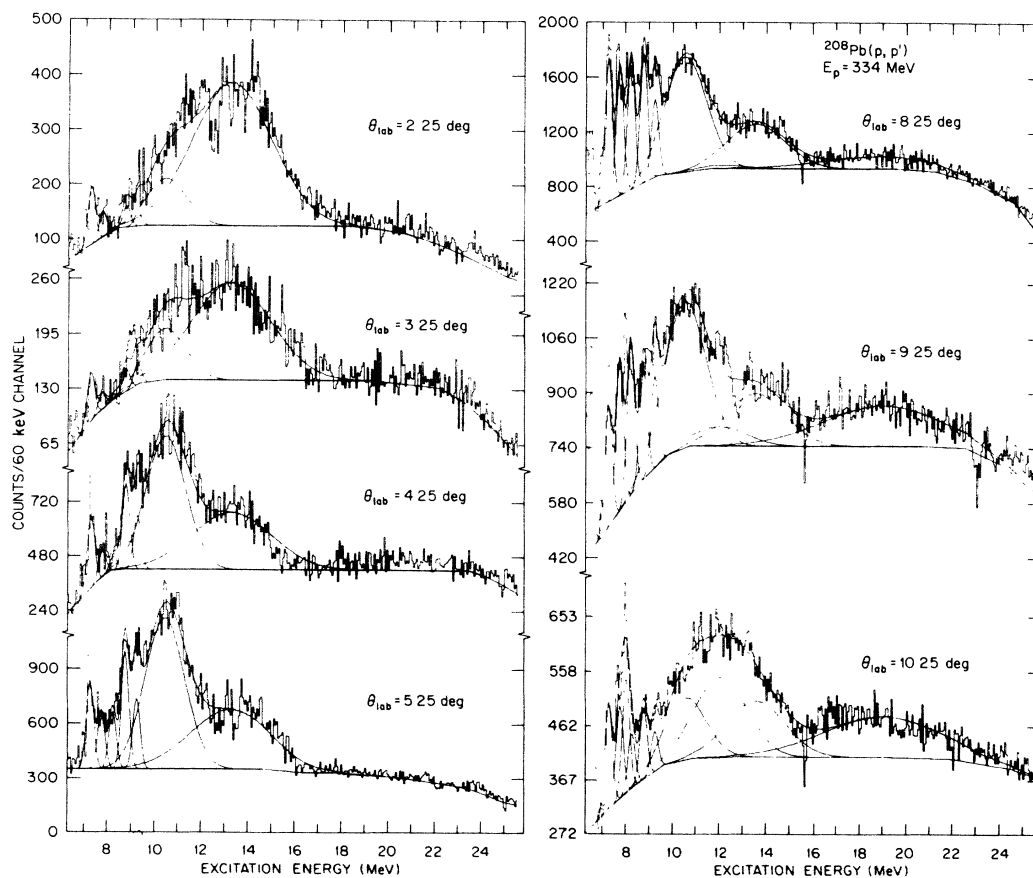 500
400
300
200
100
260
195
130
65
720
480
240
900
600
300
0
COUNTS/60 keV CHANNEL
θlab = 2 25 deg
θlab = 3 25 deg
θlab = 4 25 deg
θlab = 5 25 deg
8 10 12 14 16 18 20 22 24
EXCITATION ENERGY (MeV)
2000
1600
1200
800
400
1220
1060
900
740
580
420
653
558
462
367
272
²⁰⁸Pb(p, p')
Eₚ = 334 MeV
θlab = 8 25 deg
θlab = 9 25 deg
θlab = 10 25 deg
8 10 12 14 16 18 20 22 24
EXCITATION ENERGY (MeV)